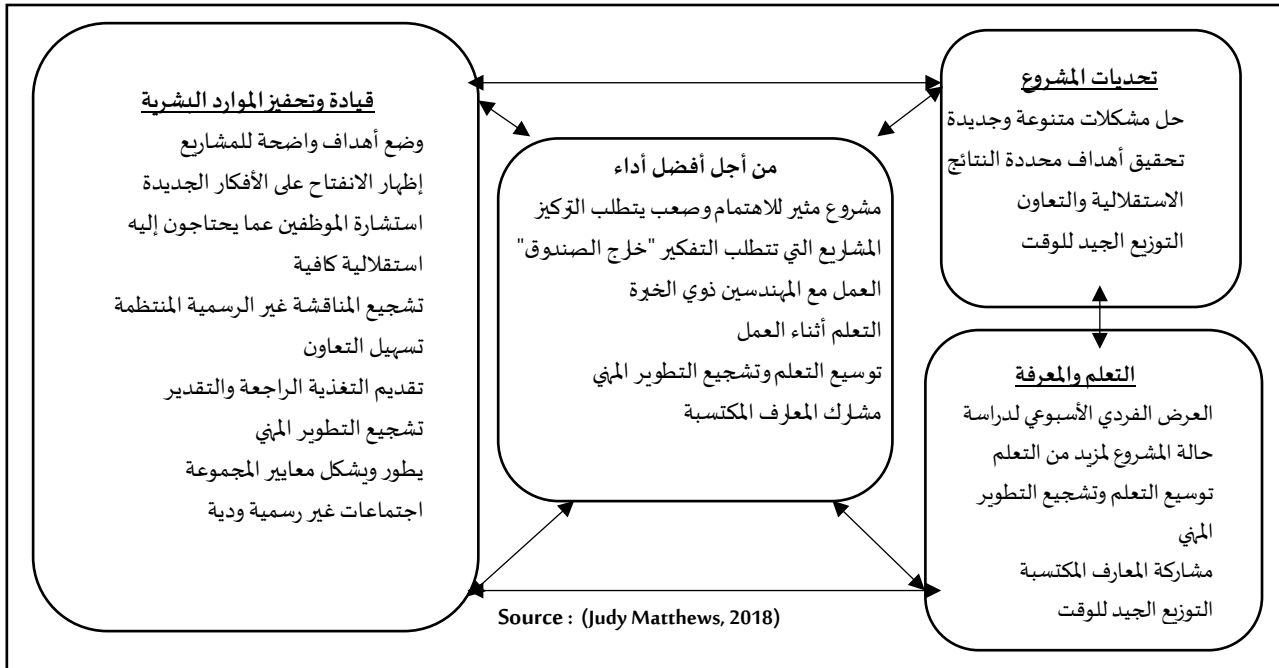 تحديات المشروع
حل مشكلات متنوعة وجديدة
تحقيق أهداف محددة النتائج
الاستقلالية والتعاون
التوزيع الجيد للوقت
قيادة وتحفيز الموارد البشرية
وضع أهداف واضحة للمشاريع
إظهار الانفتاح على الأفكار الجديدة
استشارة الموظفين عما يحتاجون إليه
استقلالية كافية
تشجيع المناقشة غير الرسمية المنتظمة
تسهيل التعاون
تقديم التغذية الراجعة والتقدير
تشجيع التطوير المهني
يطور ويشكل معايير المجموعة
اجتماعات غير رسمية ودية
من أجل أفضل أداء
مشروع مثير للاهتمام وصعب يتطلب التركيز
المشاريع التي تتطلب التفكير "خارج الصندوق"
العمل مع المهندسين ذوي الخبرة
التعلم أثناء العمل
توسيع التعلم وتشجيع التطوير المهني
مشارك المعارف المكتسبة
التعلم والمعرفة
العرض الفردي الأسبوعي لدراسة
حالة المشروع لمزيد من التعلم
توسيع التعلم وتشجيع التطوير
المهني
مشاركة المعارف المكتسبة
التوزيع الجيد للوقت
Source : (Judy Matthews, 2018)